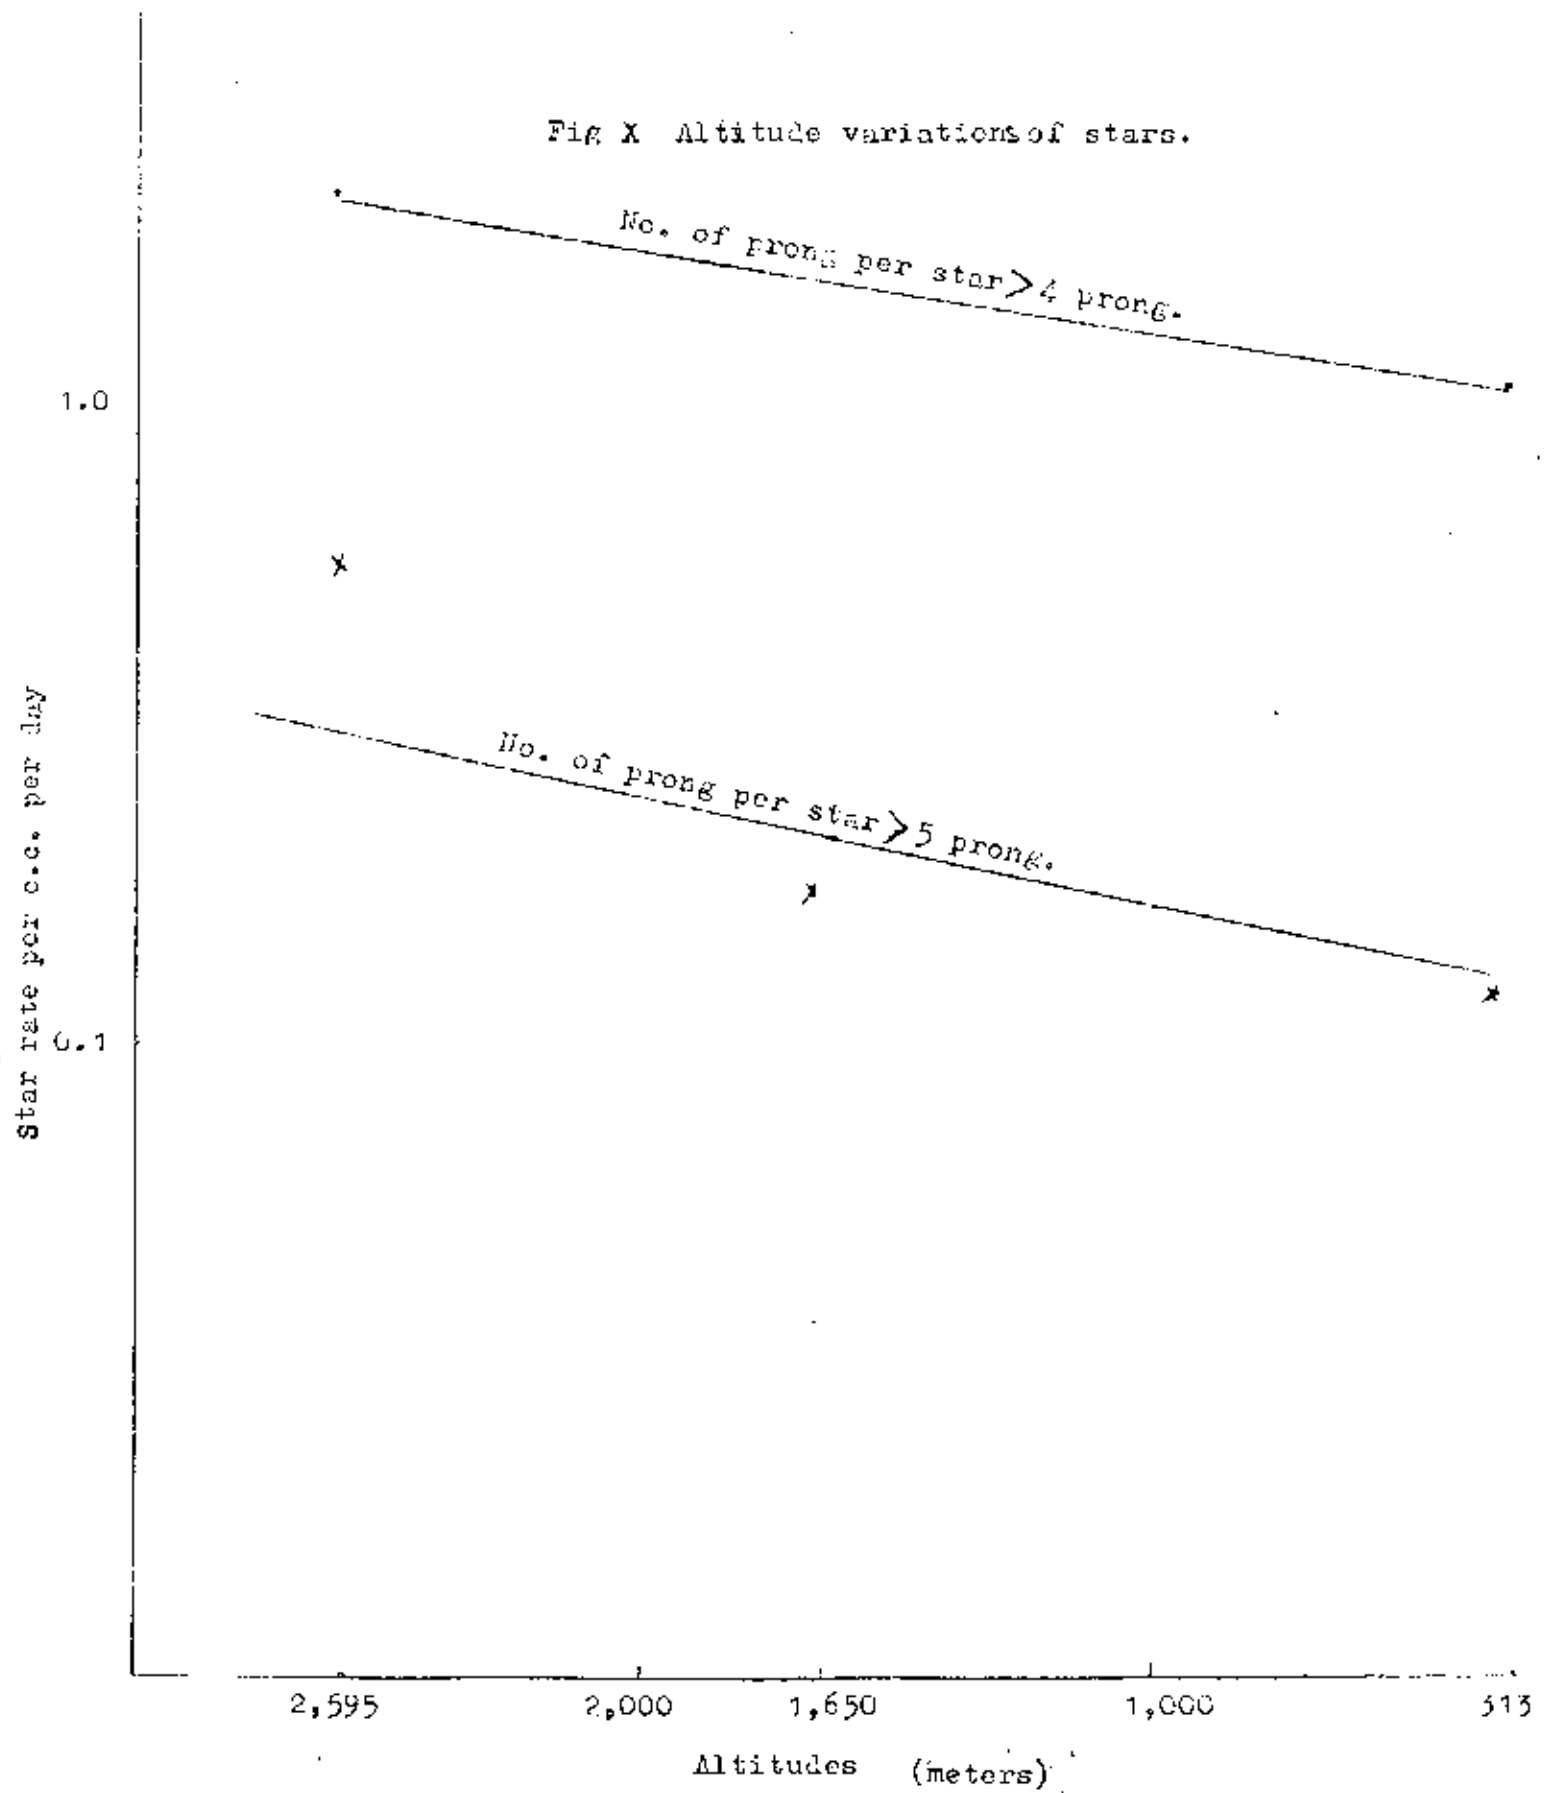 Fig X Altitude variations of stars.
No. of prong per star > 4 prong.
1.0
No. of prong per star > 5 prong.
Star rate per c.c. per day
0.1
2,595 2,000 1,650 1,000 313
Altitudes (meters)